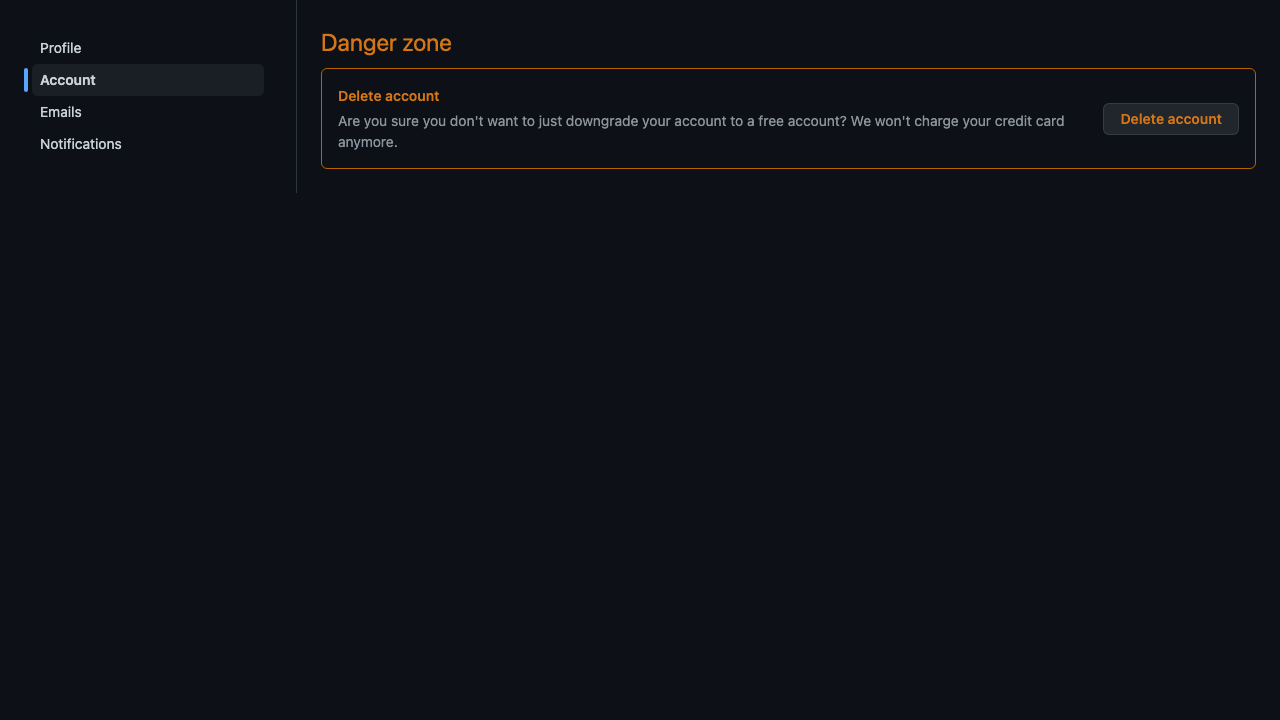 Profile
Account
Emails
Notifications
Danger zone
Delete account
Are you sure you don't want to just downgrade your account to a free account? We won't charge your credit card
anymore.
Delete account